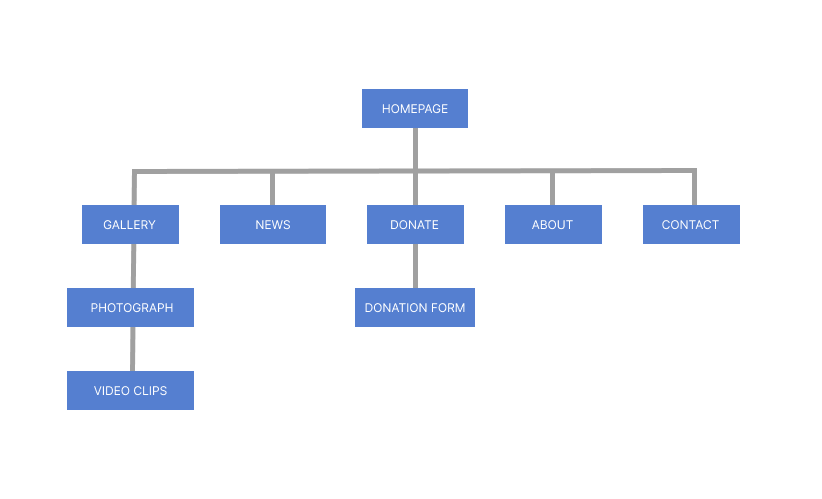 HOMEPAGE
GALLERY
NEWS
DONATE
ABOUT
CONTACT
PHOTOGRAPH
DONATION FORM
VIDEO CLIPS